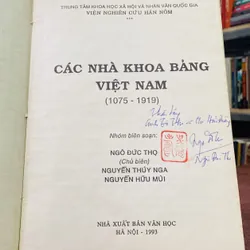 TRUNG TÂM KHOA HỌC XÃ HỘI VÀ NHÂN VĂN QUỐC GIA
VIỆN NGHIÊN CỨU HÁN NÔM
***
CÁC NHÀ KHOA BẢNG
VIỆT NAM
(1075 - 1919)
Nhóm biên soạn:
NGÔ ĐỨC THỌ
(Chủ biên)
NGUYỄN THÚY NGA
NGUYỄN HỮU MÙI
NHÀ XUẤT BẢN VĂN HỌC
HÀ NỘI - 1993